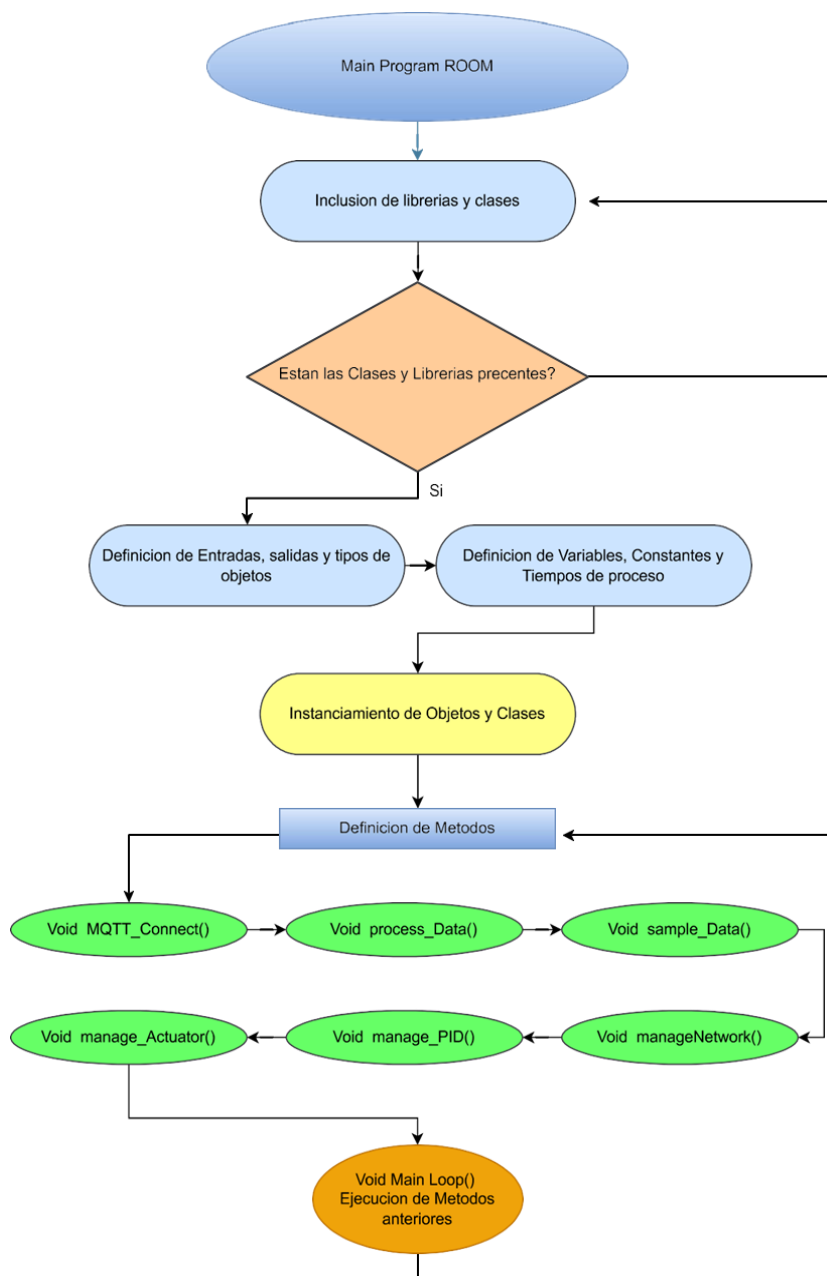 Main Program ROOM
Inclusion de librerias y clases
Estan las Clases y Librerias precentes?
Si
Definicion de Entradas, salidas y tipos de
objetos
Definicion de Variables, Constantes y
Tiempos de proceso
Instanciamiento de Objetos y Clases
Definicion de Metodos
Void MQTT_Connect()
Void process_Data()
Void sample_Data()
Void manage_Actuator()
Void manage_PID()
Void manageNetwork()
Void Main Loop()
Ejecucion de Metodos
anteriores